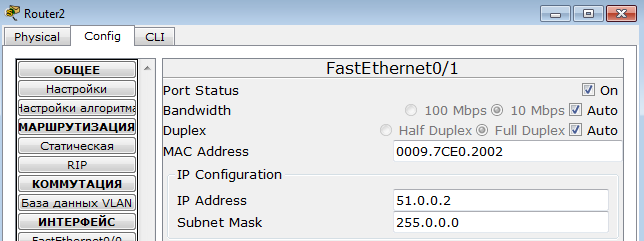 Router2
Physical Config CLI
ОБЩЕЕ
Настройки
Настройки алгоритма
МАРШРУТИЗАЦИЯ
Статическая
RIP
КОММУТАЦИЯ
База данных VLAN
ИНТЕРФЕЙС
FastEthernet0/0
FastEthernet0/1
Port Status On
Bandwidth 100 Mbps 10 Mbps Auto
Duplex Half Duplex Full Duplex Auto
MAC Address 0009.7CE0.2002
IP Configuration
IP Address 51.0.0.2
Subnet Mask 255.0.0.0